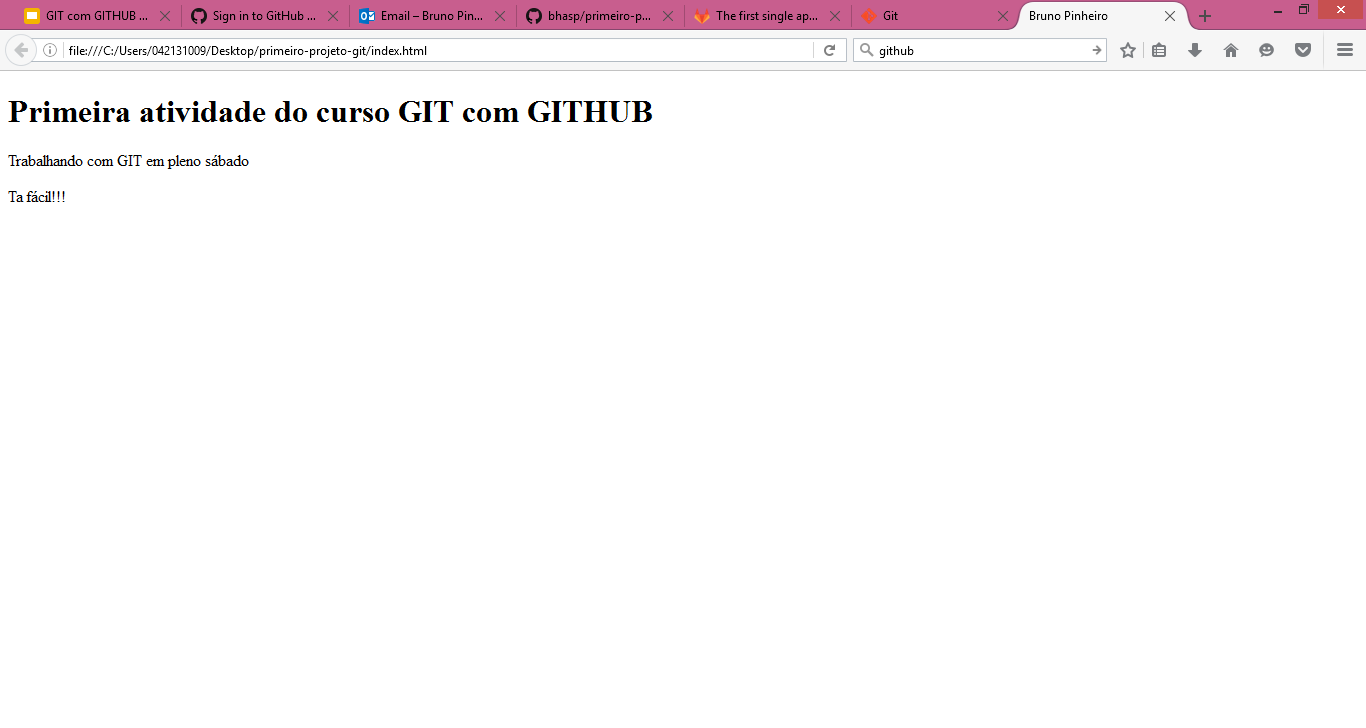 GIT com GITHUB ...
Sign in to GitHub ...
Email – Bruno Pin...
bhasp/primeiro-p...
The first single ap...
Git
Bruno Pinheiro
file:///C:/Users/042131009/Desktop/primeiro-projeto-git/index.html
github
Primeira atividade do curso GIT com GITHUB
Trabalhando com GIT em pleno sábado
Ta fácil!!!